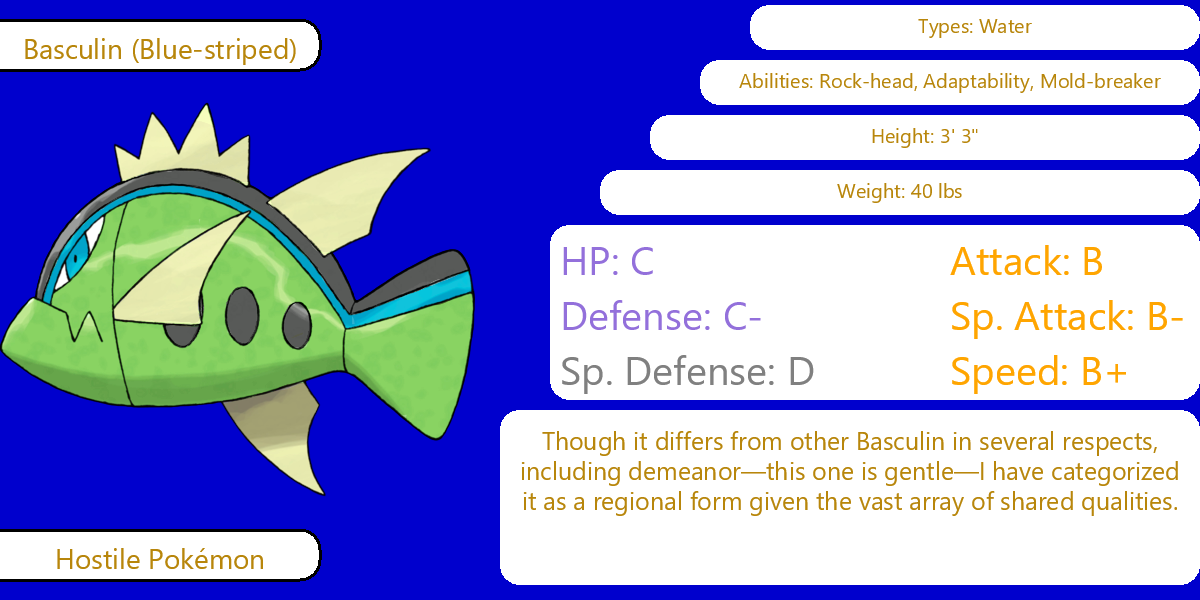 Basculin (Blue-striped)
Types: Water
Abilities: Rock-head, Adaptability, Mold-breaker
Height: 3' 3"
Weight: 40 lbs
HP: C
Attack: B
Defense: C-
Sp. Attack: B-
Sp. Defense: D
Speed: B+
Though it differs from other Basculin in several respects,
including demeanor—this one is gentle—I have categorized
it as a regional form given the vast array of shared qualities.
Hostile Pokémon